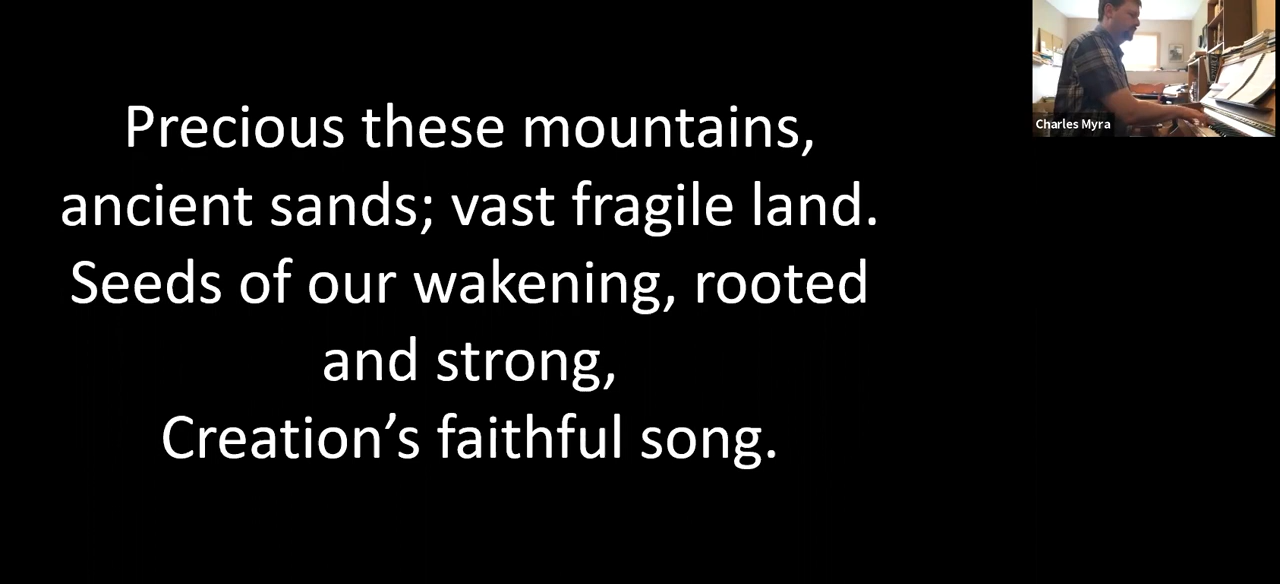 Precious these mountains,
ancient sands; vast fragile land.
Seeds of our wakening, rooted
and strong,
Creation’s faithful song.
Charles Myra